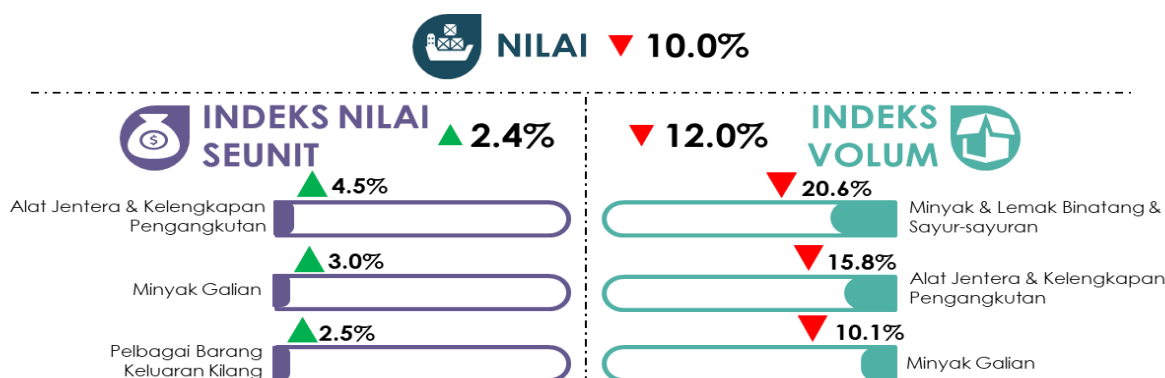 NILAI ▼ 10.0%
INDEKS NILAI
SEUNIT
▲ 2.4%
4.5%
Alat Jentera & Kelengkapan
Pengangkutan
3.0%
Minyak Galian
2.5%
Pelbagai Barang
Keluaran Kilang
▼ 12.0%
INDEKS
VOLUM
20.6%
Minyak & Lemak Binatang &
Sayur-sayuran
15.8%
Alat Jentera & Kelengkapan
Pengangkutan
10.1%
Minyak Galian